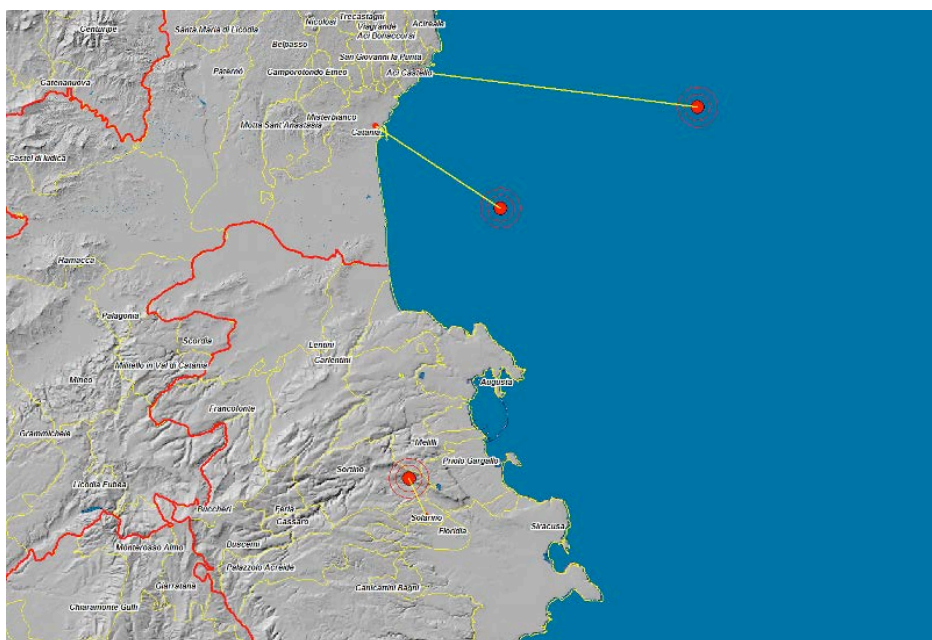 Trecastagni
Nicolosi
Acireale
Santa Maria di Licodia
Viagrande
Centuripe
Aci Bonaccorsi
Belpasso
San Giovanni la Punta
Paternò
Camporotondo Etneo
Aci Castello
Catenanuova
Misterbianco
Motta Sant'Anastasia
Catania
Castel di Iudica
Ramacca
Palagonia
Scordia
Lentini
Carlentini
Militello in Val di Catania
Mineo
Augusta
Francofonte
Grammichele
Melilli
Priolo Gargallo
Sortino
Licodia Eubea
Buccheri
Ferla
Cassaro
Solarino
Floridia
Siracusa
Buscemi
Monterosso Almo
Palazzolo Acreide
Giarratana
Canicattini Bagni
Chiaramonte Gulfi